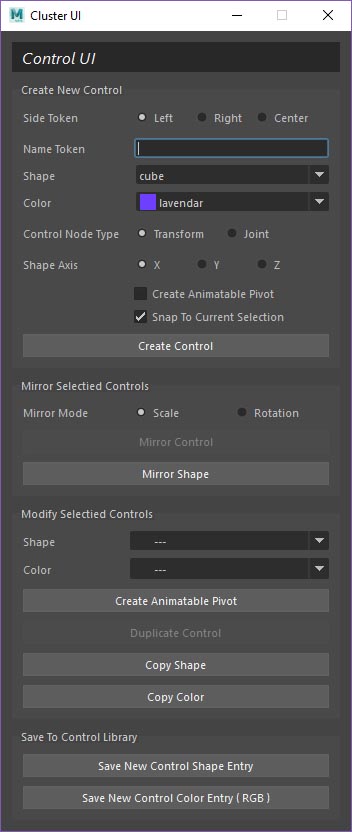 Cluster UI
Control UI
Create New Control
Side Token Left Right Center
Name Token
Shape cube
Color lavendar
Control Node Type Transform Joint
Shape Axis X Y Z
Create Animatable Pivot
Snap To Current Selection
Create Control
Mirror Selectied Controls
Mirror Mode Scale Rotation
Mirror Control
Mirror Shape
Modify Selectied Controls
Shape ---
Color ---
Create Animatable Pivot
Duplicate Control
Copy Shape
Copy Color
Save To Control Library
Save New Control Shape Entry
Save New Control Color Entry ( RGB )